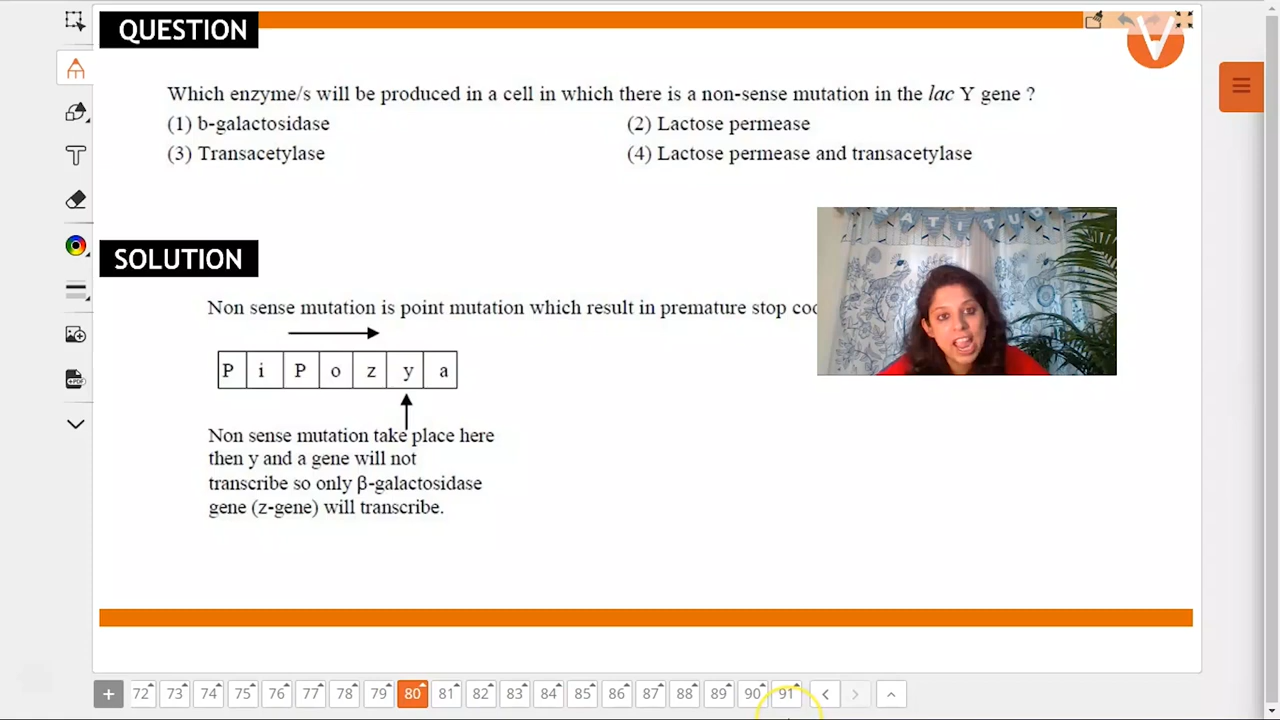 QUESTION
Which enzyme/s will be produced in a cell in which there is a non-sense mutation in the lac Y gene ?
(1) b-galactosidase
(2) Lactose permease
(3) Transacetylase
(4) Lactose permease and transacetylase
SOLUTION
Non sense mutation is point mutation which result in premature stop
P i P o z y a
Non sense mutation take place here
then y and a gene will not
transcribe so only β-galactosidase
gene (z-gene) will transcribe.
V
RATITUDE
T
+PDF
+ 72 73 74 75 76 77 78 79 80 81 82 83 84 85 86 87 88 89 90 91